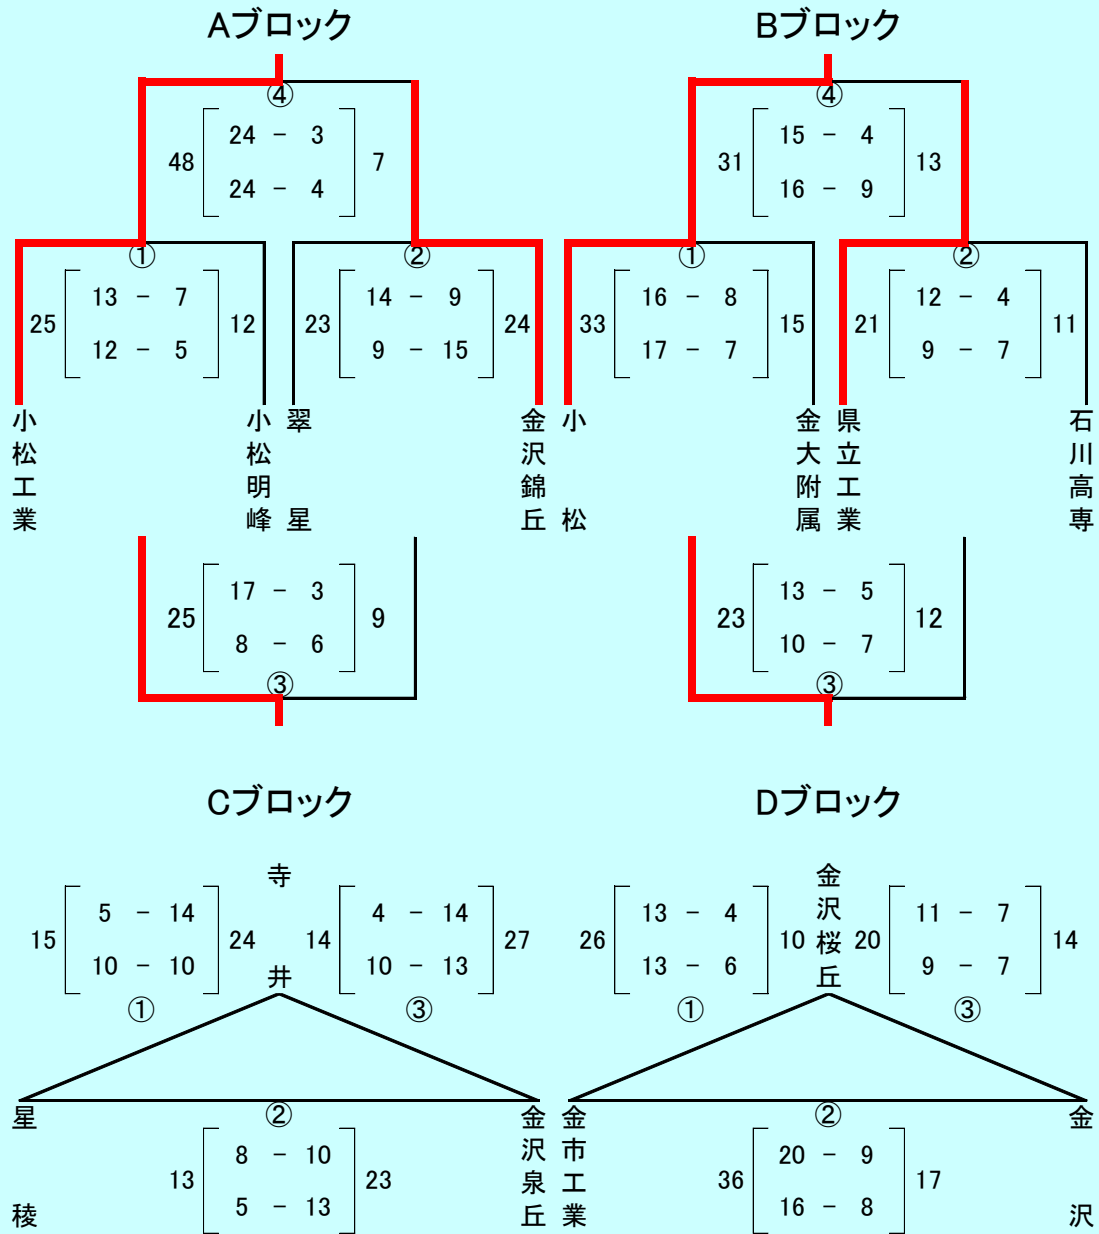 Aブロック
④
48 24 - 3 7
24 - 4
①
25 13 - 7 12
12 - 5
②
23 14 - 9 24
9 - 15
小松工業
小松明峰
翠星
金沢錦丘
25 17 - 3 9
8 - 6
③
Bブロック
④
31 15 - 4 13
16 - 9
①
33 16 - 8 15
17 - 7
②
21 12 - 4 11
9 - 7
小松
金大附属
県立工業
石川高専
23 13 - 5 12
10 - 7
③
Cブロック
寺井
15 5 - 14 24
10 - 10
①
14 4 - 14 27
10 - 13
③
星稜
②
13 8 - 10 23
5 - 13
金沢泉丘
Dブロック
金沢桜丘
26 13 - 4 10
13 - 6
①
20 11 - 7 14
9 - 7
③
金市工業
②
36 20 - 9 17
16 - 8
金沢